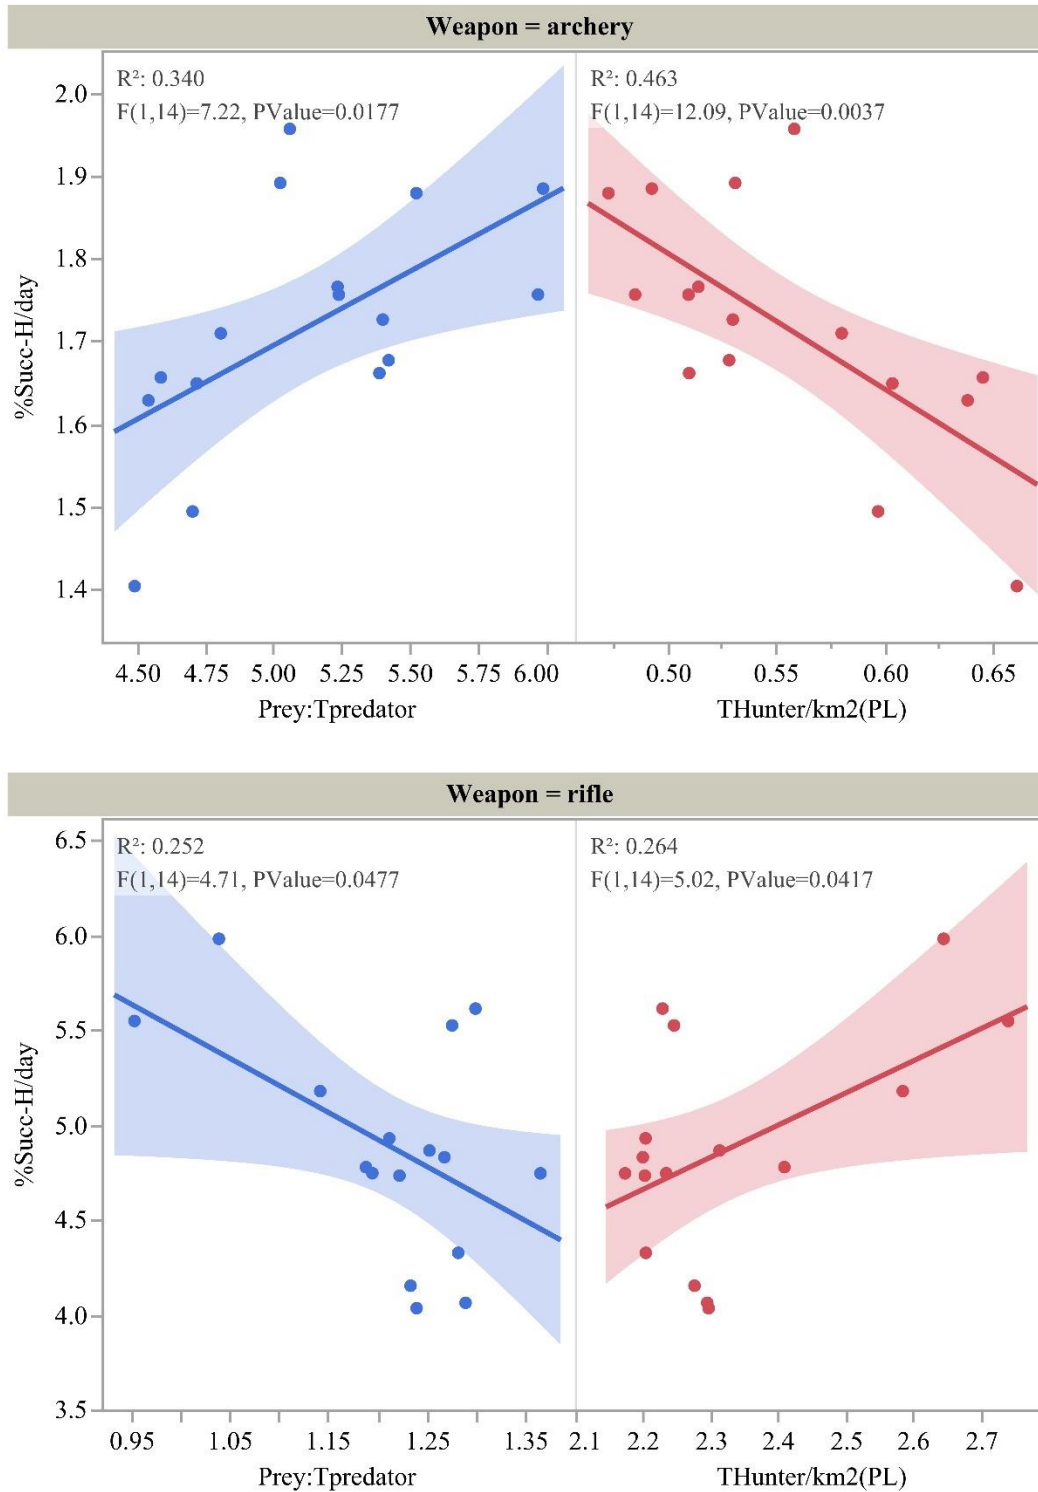 Weapon = archery
R²: 0.340
F(1,14)=7.22, PValue=0.0177
R²: 0.463
F(1,14)=12.09, PValue=0.0037
2.0
1.9
1.8
1.7
1.6
1.5
1.4
%Succ-H/day
4.50 4.75 5.00 5.25 5.50 5.75 6.00
0.50 0.55 0.60 0.65
Prey:Tpredator
THunter/km2(PL)
Weapon = rifle
R²: 0.252
F(1,14)=4.71, PValue=0.0477
R²: 0.264
F(1,14)=5.02, PValue=0.0417
6.5
6.0
5.5
5.0
4.5
4.0
3.5
%Succ-H/day
0.95 1.05 1.15 1.25 1.35
2.1 2.2 2.3 2.4 2.5 2.6 2.7
Prey:Tpredator
THunter/km2(PL)